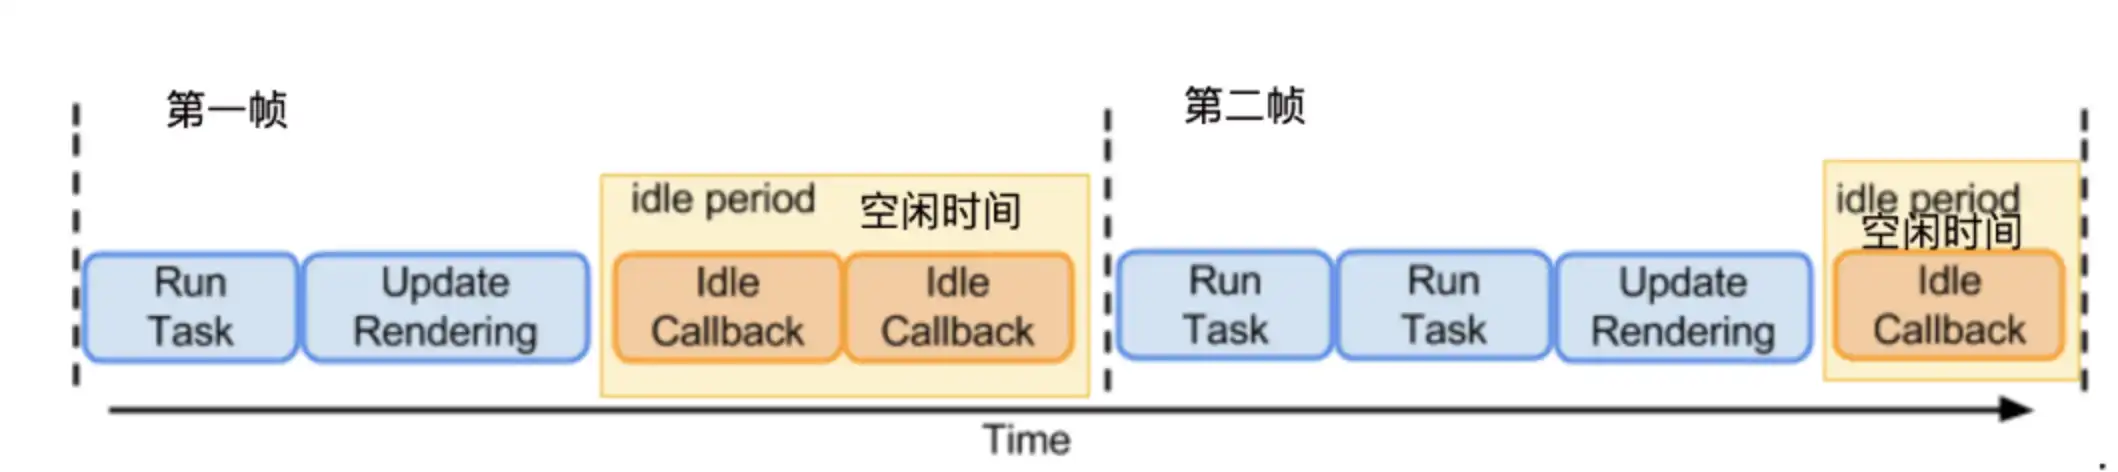 第一帧
第二帧
idle period
空闲时间
idle period
空闲时间
Run
Task
Update
Rendering
Idle
Callback
Idle
Callback
Run
Task
Run
Task
Update
Rendering
Idle
Callback
Time